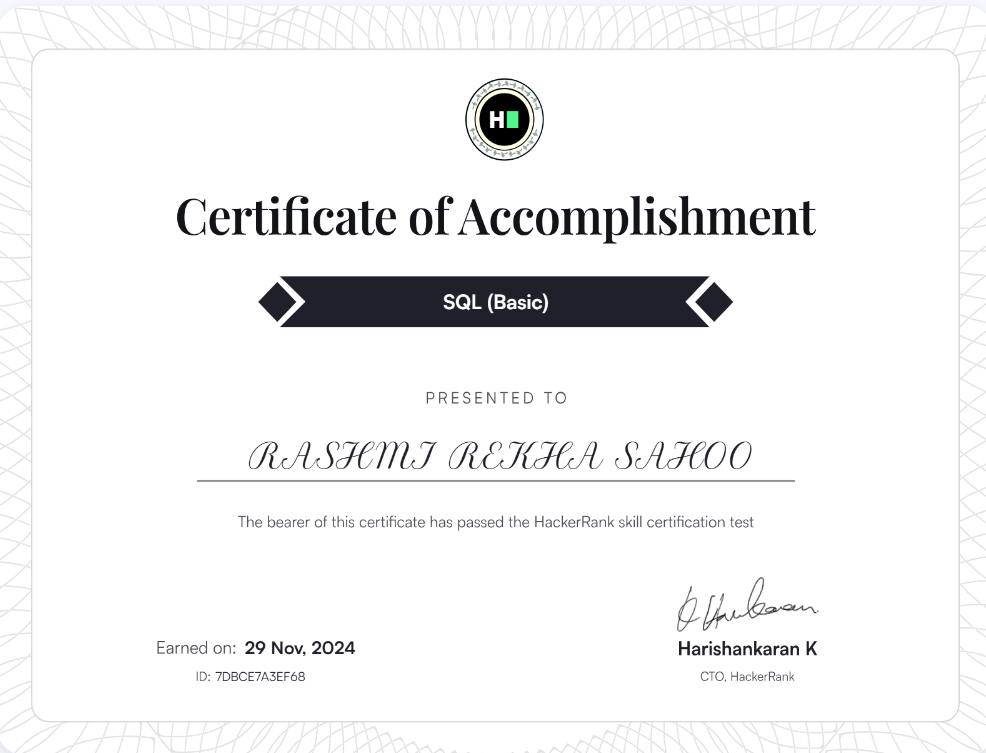 H
Certificate of Accomplishment
SQL (Basic)
PRESENTED TO
RASHMI REKHA SAHOO
The bearer of this certificate has passed the HackerRank skill certification test
Earned on: 29 Nov, 2024
ID: 7DBCE7A3EF68
K Harikaran
Harishankaran K
CTO, HackerRank